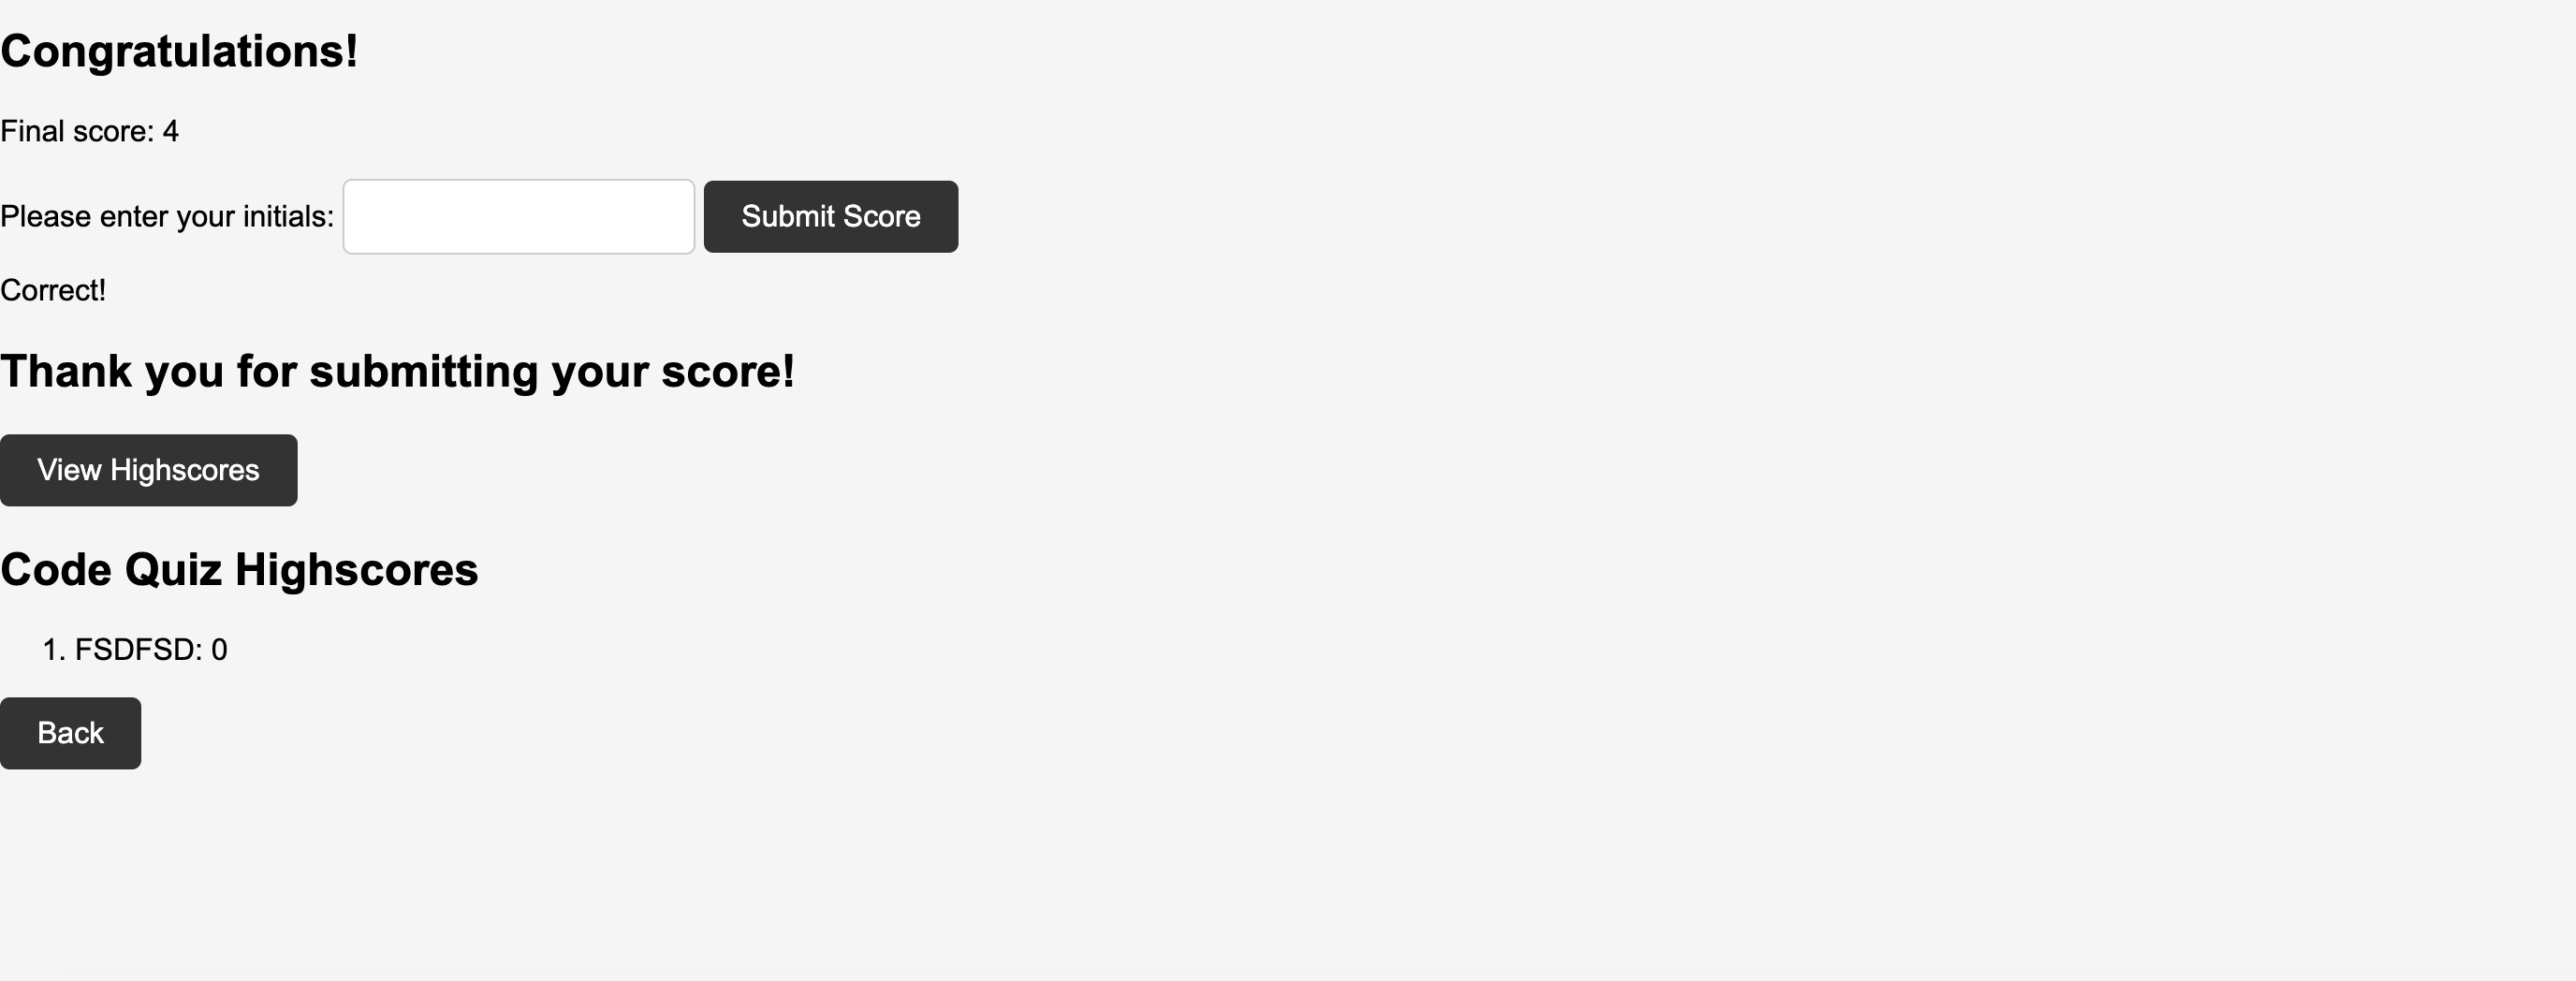 Congratulations!
Final score: 4
Please enter your initials: Submit Score
Correct!
Thank you for submitting your score!
View Highscores
Code Quiz Highscores
1. FSDFSD: 0
Back